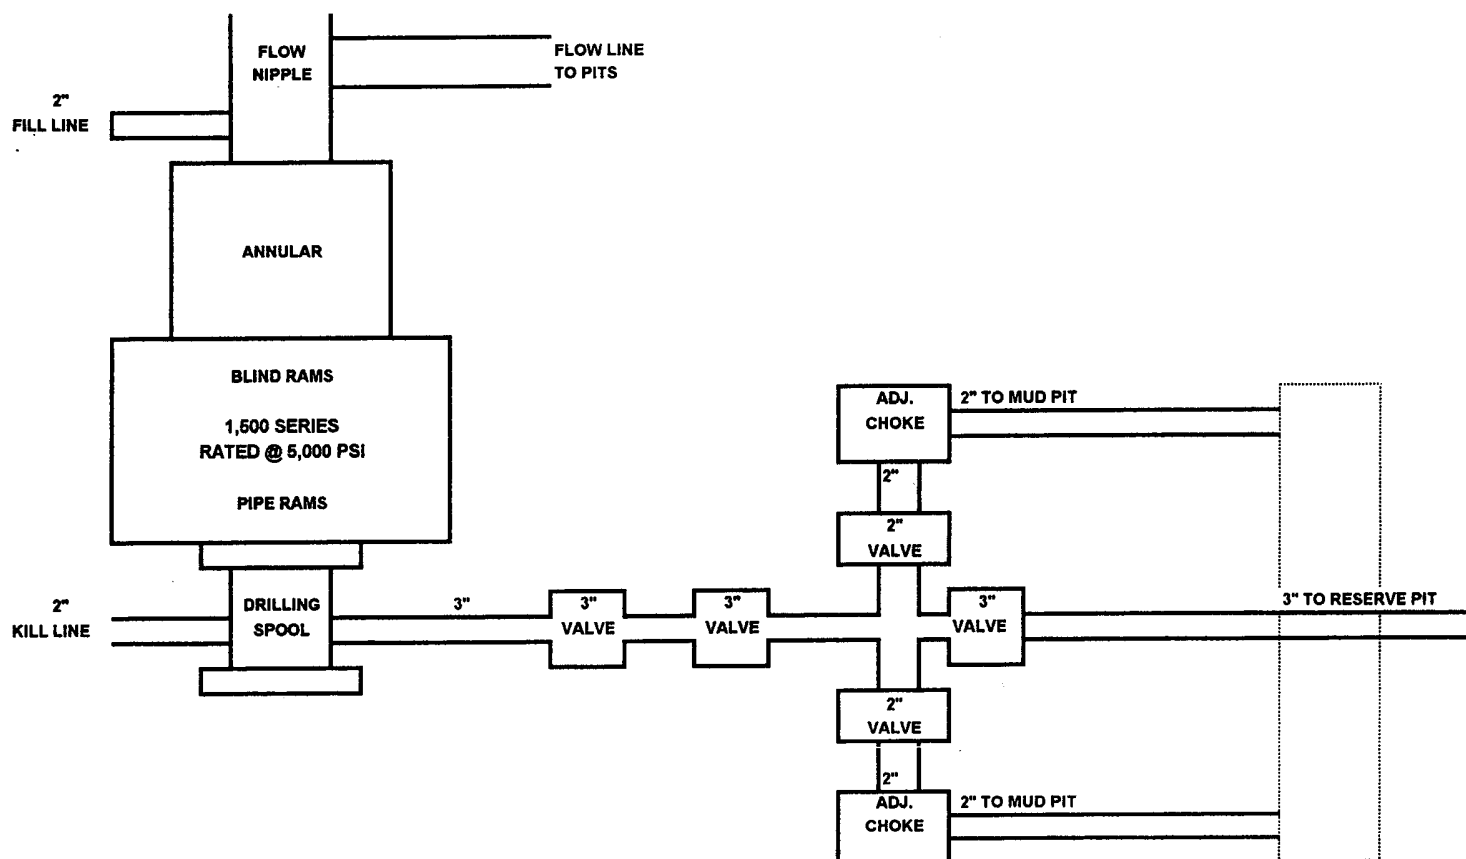 FLOW
NIPPLE
FLOW LINE
TO PITS
2"
FILL LINE
ANNULAR
BLIND RAMS
1,500 SERIES
RATED @ 5,000 PSI
PIPE RAMS
2"
KILL LINE
DRILLING
SPOOL
3"
3"
VALVE
3"
VALVE
ADJ.
CHOKE
2" TO MUD PIT
2"
2"
VALVE
3"
VALVE
3" TO RESERVE PIT
2"
VALVE
2"
ADJ.
CHOKE
2" TO MUD PIT